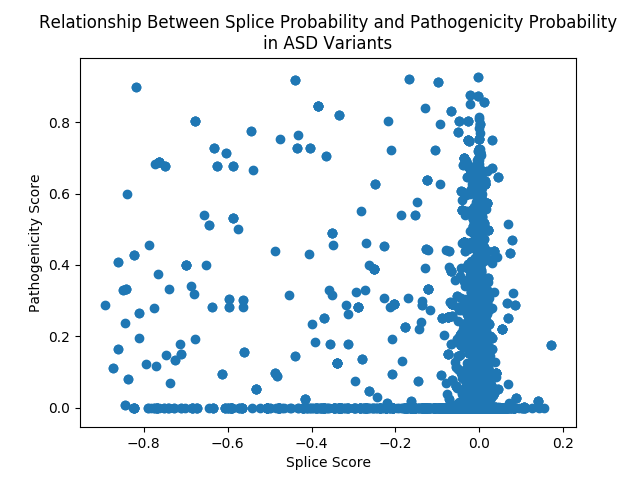 Relationship Between Splice Probability and Pathogenicity Probability
in ASD Variants
Pathogenicity Score
0.8
0.6
0.4
0.2
0.0
−0.8
−0.6
−0.4
−0.2
0.0
0.2
Splice Score